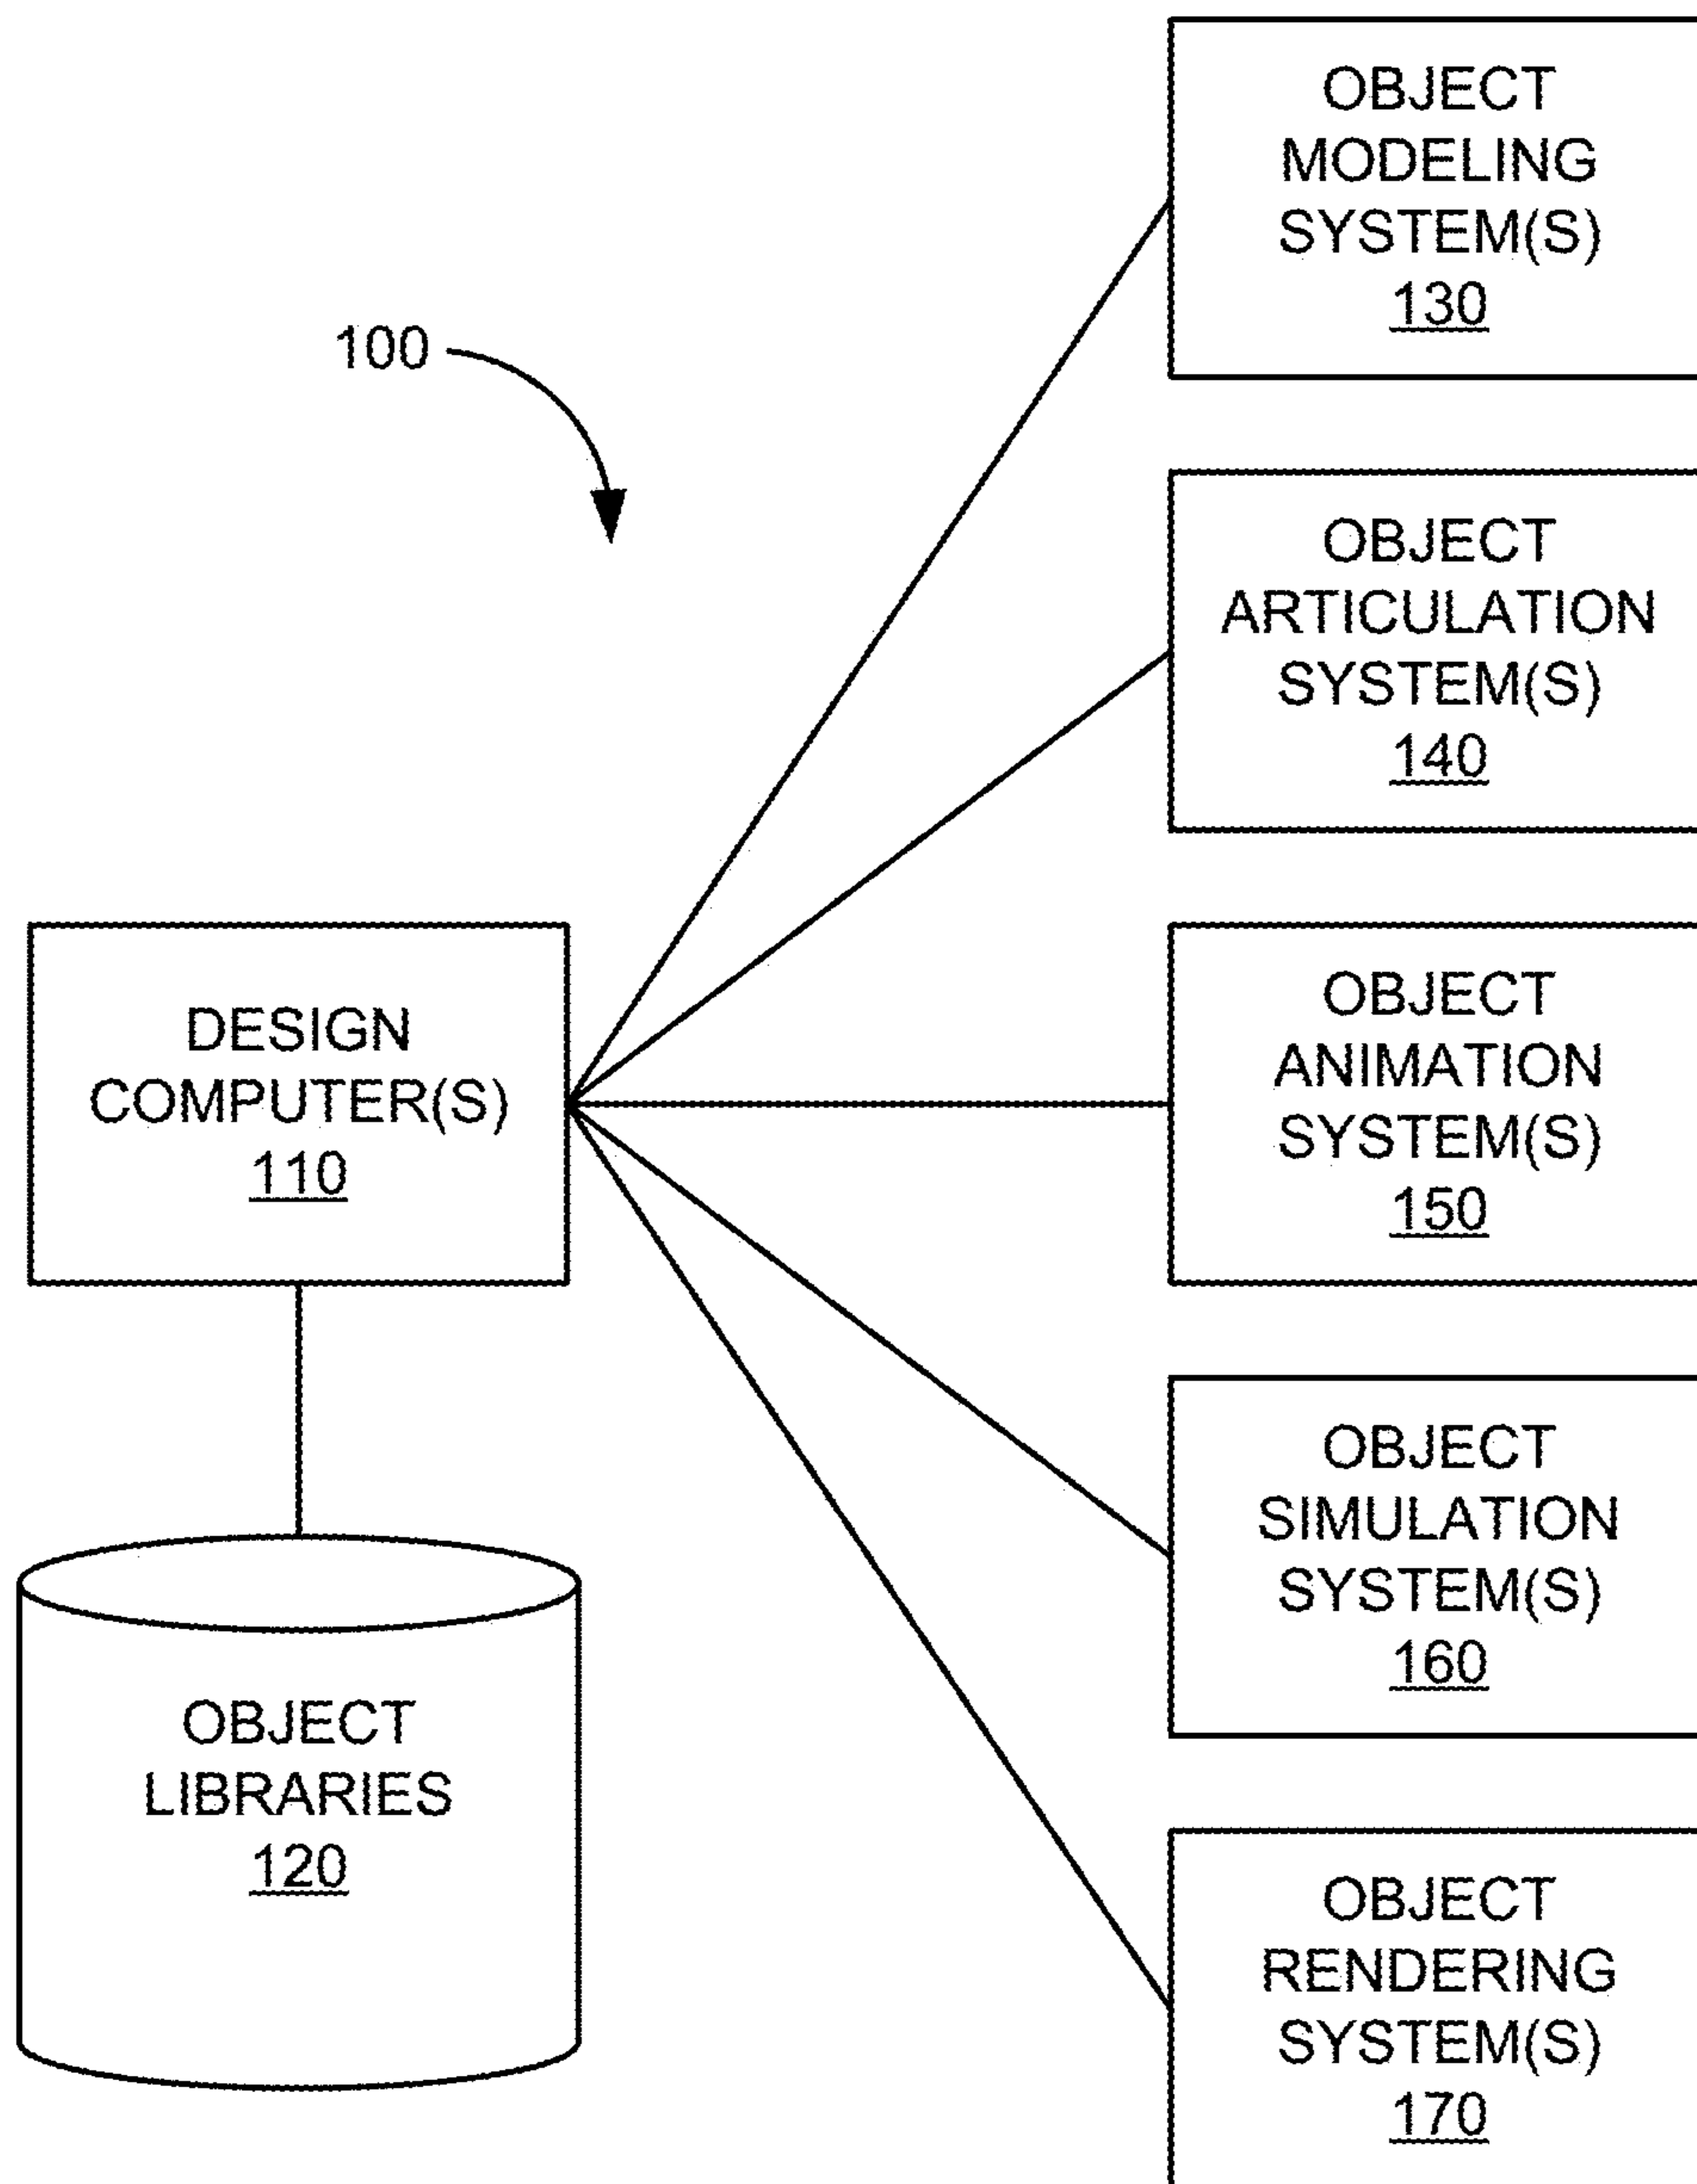 OBJECT
MODELING
SYSTEM(S)
130
100
OBJECT
ARTICULATION
SYSTEM(S)
140
DESIGN
COMPUTER(S)
110
OBJECT
ANIMATION
SYSTEM(S)
150
OBJECT
SIMULATION
SYSTEM(S)
160
OBJECT
LIBRARIES
120
OBJECT
RENDERING
SYSTEM(S)
170